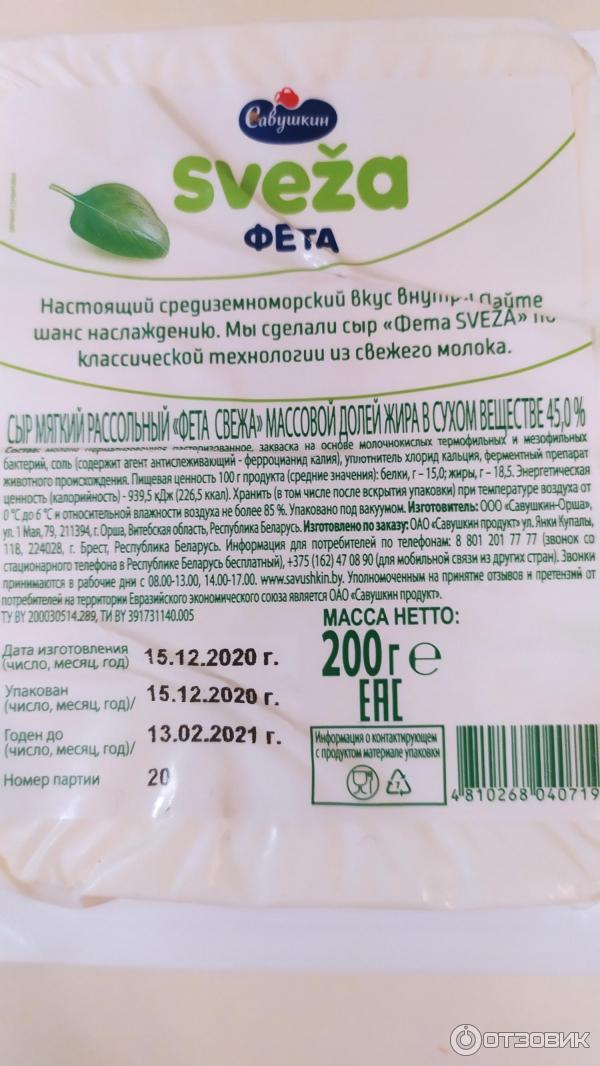 Савушкин
sveža
ФЕТА
Настоящий средиземноморский вкус внутри дайте
шанс наслаждению. Мы сделали сыр «Фета SVEŽA» по
классической технологии из свежего молока.
СЫР МЯГКИЙ РАССОЛЬНЫЙ «ФЕТА СВЕЖА» МАССОВОЙ ДОЛЕЙ ЖИРА В СУХОМ ВЕЩЕСТВЕ 45,0 %
Состав: молоко нормализованное пастеризованное, закваска на основе молочнокислых термофильных и мезофильных
бактерий, соль (содержит агент антислеживающий - ферроцианид калия), уплотнитель хлорид кальция, ферментный препарат
животного происхождения. Пищевая ценность 100 г продукта (средние значения): белки, г – 15,0; жиры, г – 18,5. Энергетическая
ценность (калорийность) - 939,5 кДж (226,5 ккал). Хранить (в том числе после вскрытия упаковки) при температуре воздуха от
0 °С до 6 °С и относительной влажности воздуха не более 85 %. Упаковано под вакуумом. Изготовитель: ООО «Савушкин-Орша»,
ул. 1 Мая, 79, 211394, г. Орша, Витебская область, Республика Беларусь. Изготовлено по заказу: ОАО «Савушкин продукт» ул. Янки Купалы,
118, 224028, г. Брест, Республика Беларусь. Информация для потребителей по телефонам: 8 801 201 77 77 (звонок со
стационарного телефона в Республике Беларусь бесплатный), +375 (162) 47 08 90 (для мобильной связи из других стран). Звонки
принимаются в рабочие дни с 08.00-13.00, 14.00-17.00. www.savushkin.by. Уполномоченным на принятие отзывов и претензий от
потребителей на территории Евразийского экономического союза является ОАО «Савушкин продукт».
ТУ BY 200030514.289, ТИ BY 391731140.005
МАССА НЕТТО:
200 г ℮
EAC
Дата изготовления
(число, месяц, год) 15.12.2020 г.
Упакован
(число, месяц, год)/ 15.12.2020 г.
Годен до
(число, месяц, год)/ 13.02.2021 г.
Номер партии 20
Информация о контактирующем
с продуктом материале упаковки
7
4 810268 040719
ОТЗОВИК